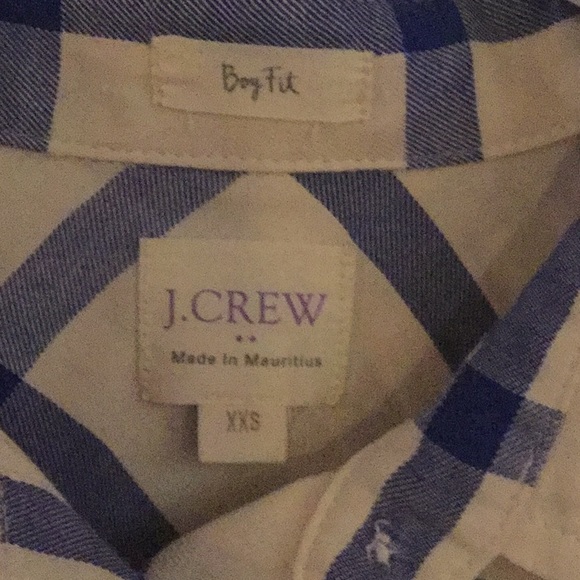 Boy Fit
J.CREW
Made in Mauritius
XXS